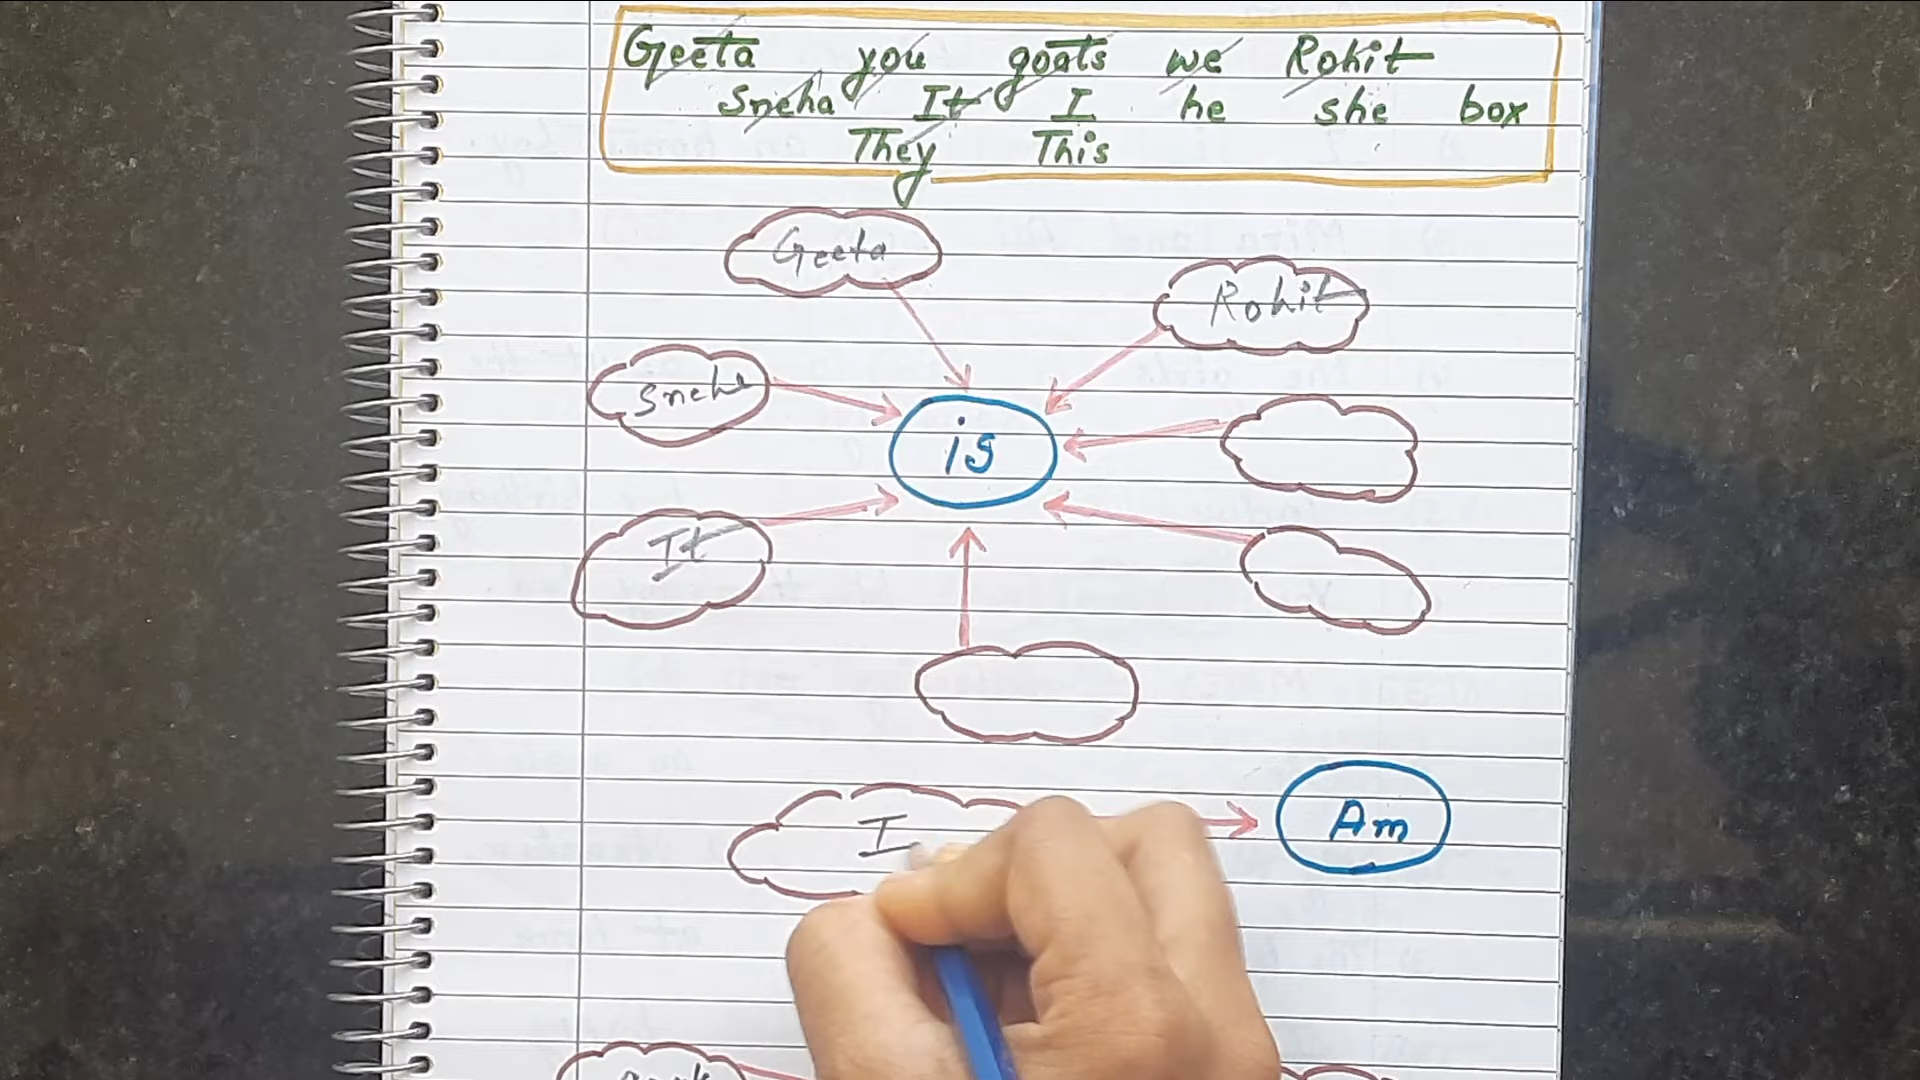 Geeta you goats we Rohit
Sneha It I he she box
They This
Geeta
Rohit
Sneha
is
It
I
Am